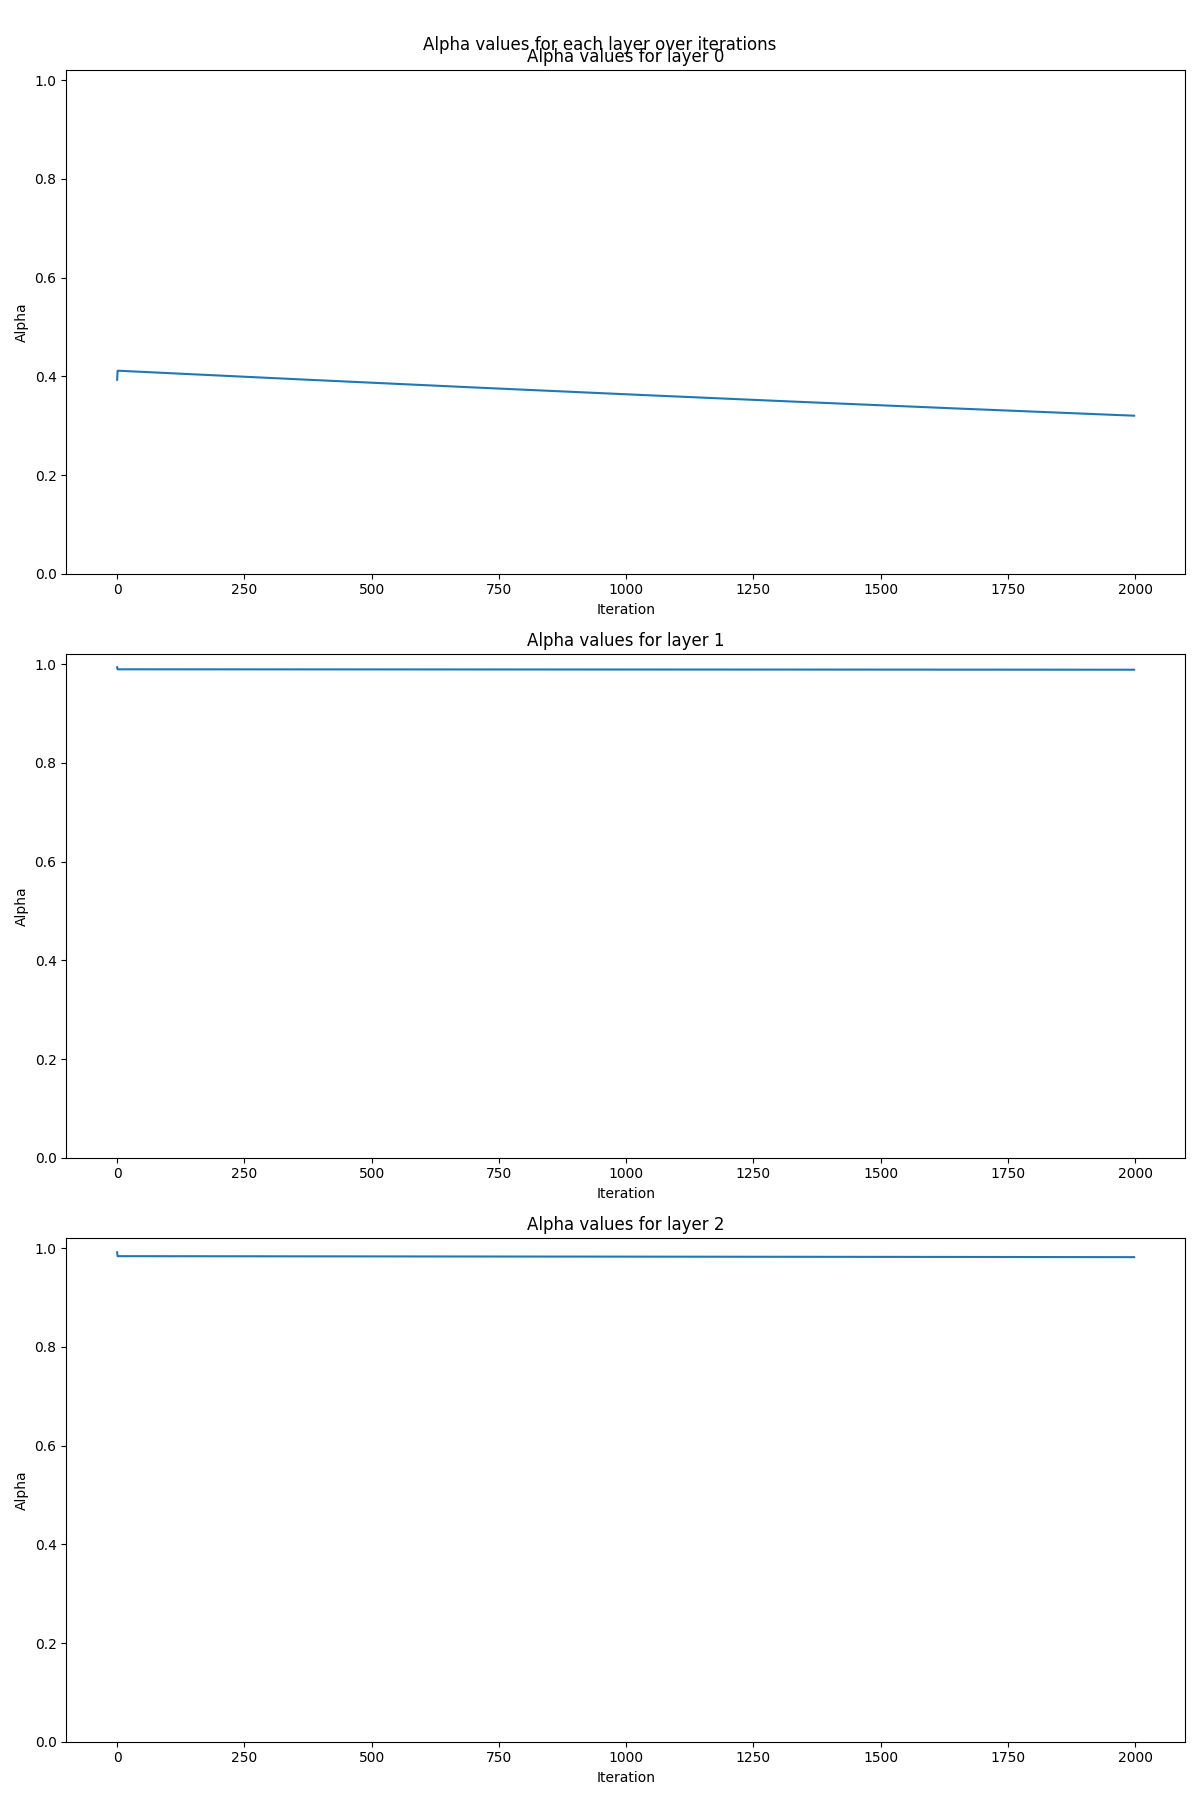 Alpha values for each layer over iterations
Alpha values for layer 0
1.0
0.8
0.6
0.4
0.2
0.0
Alpha
0 250 500 750 1000 1250 1500 1750 2000
Iteration
Alpha values for layer 1
1.0
0.8
0.6
0.4
0.2
0.0
Alpha
0 250 500 750 1000 1250 1500 1750 2000
Iteration
Alpha values for layer 2
1.0
0.8
0.6
0.4
0.2
0.0
Alpha
0 250 500 750 1000 1250 1500 1750 2000
Iteration